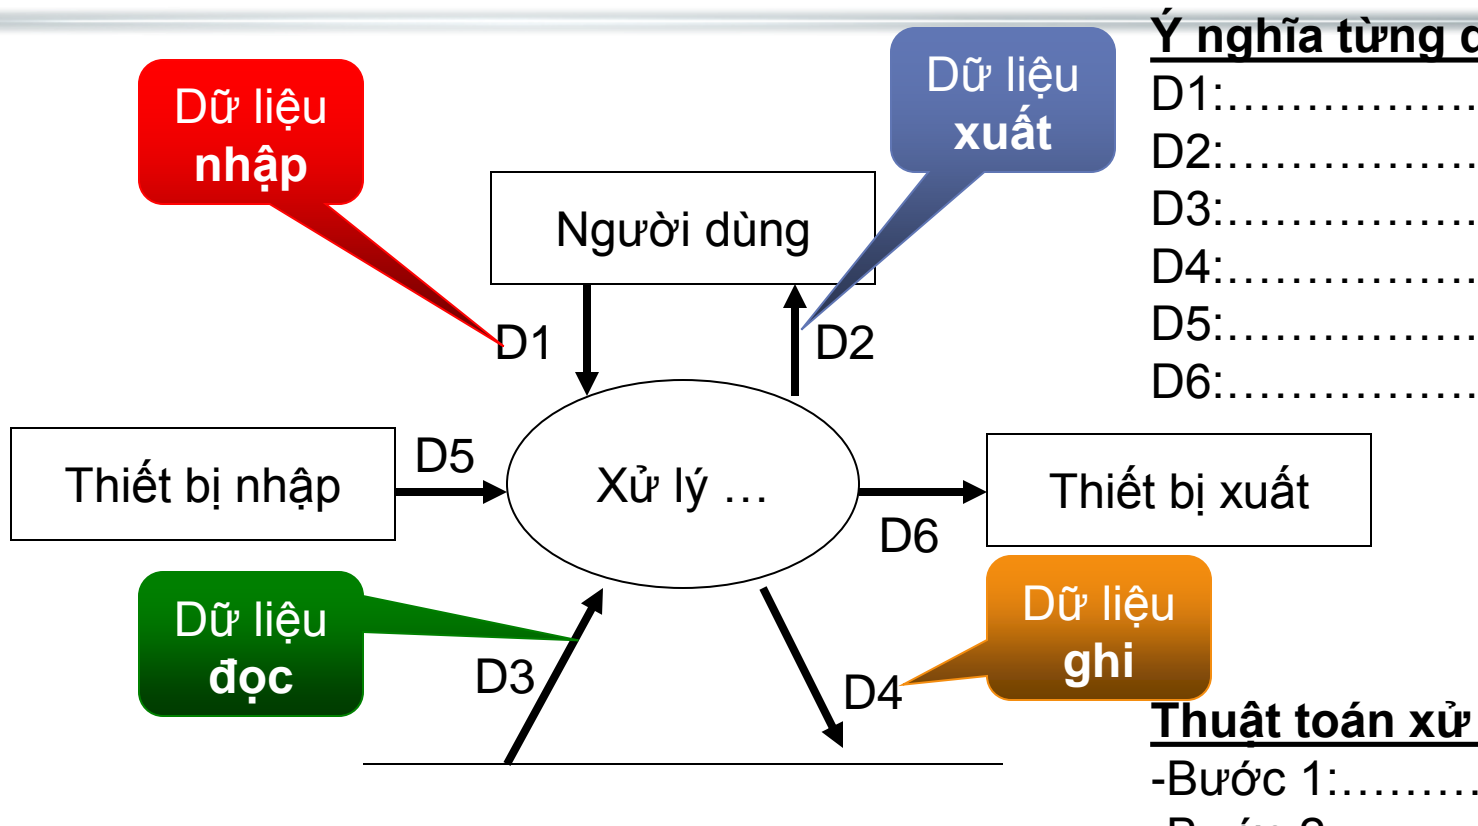 Dữ liệu
nhập
Dữ liệu
xuất
Người dùng
D1
D2
Thiết bị nhập
D5
Xử lý ...
D6
Thiết bị xuất
Dữ liệu
đọc
D3
D4
Dữ liệu
ghi
Ý nghĩa từng
D1:................
D2:................
D3:................
D4:................
D5:................
D6:................
Thuật toán xử
-Bước 1:.........